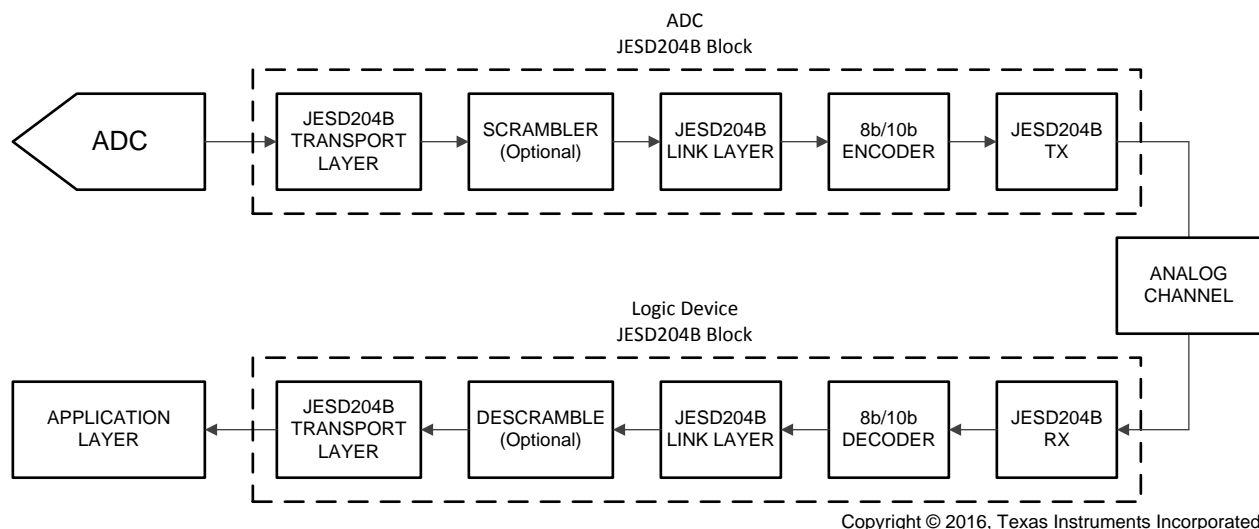 ADC
JESD204B Block
ADC
JESD204B
TRANSPORT
LAYER
SCRAMBLER
(Optional)
JESD204B
LINK LAYER
8b/10b
ENCODER
JESD204B
TX
ANALOG
CHANNEL
Logic Device
JESD204B Block
APPLICATION
LAYER
JESD204B
TRANSPORT
LAYER
DESCRAMBLE
(Optional)
JESD204B
LINK LAYER
8b/10b
DECODER
JESD204B
RX
Copyright © 2016, Texas Instruments Incorporated